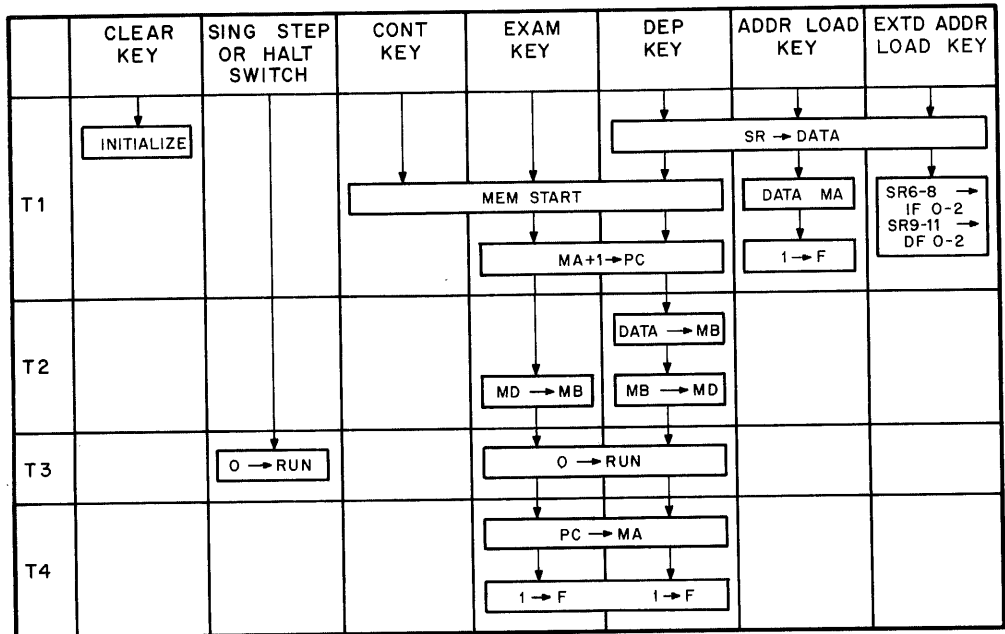 CLEAR KEY
SING STEP OR HALT SWITCH
CONT KEY
EXAM KEY
DEP KEY
ADDR LOAD KEY
EXTD ADDR LOAD KEY
T1
INITIALIZE
SR → DATA
MEM START
DATA MA
SR6-8 →
IF 0-2
SR9-11 →
DF 0-2
MA+1→PC
1→F
T2
DATA → MB
MD → MB
MB → MD
T3
0 → RUN
0 → RUN
T4
PC → MA
1→F
1→F